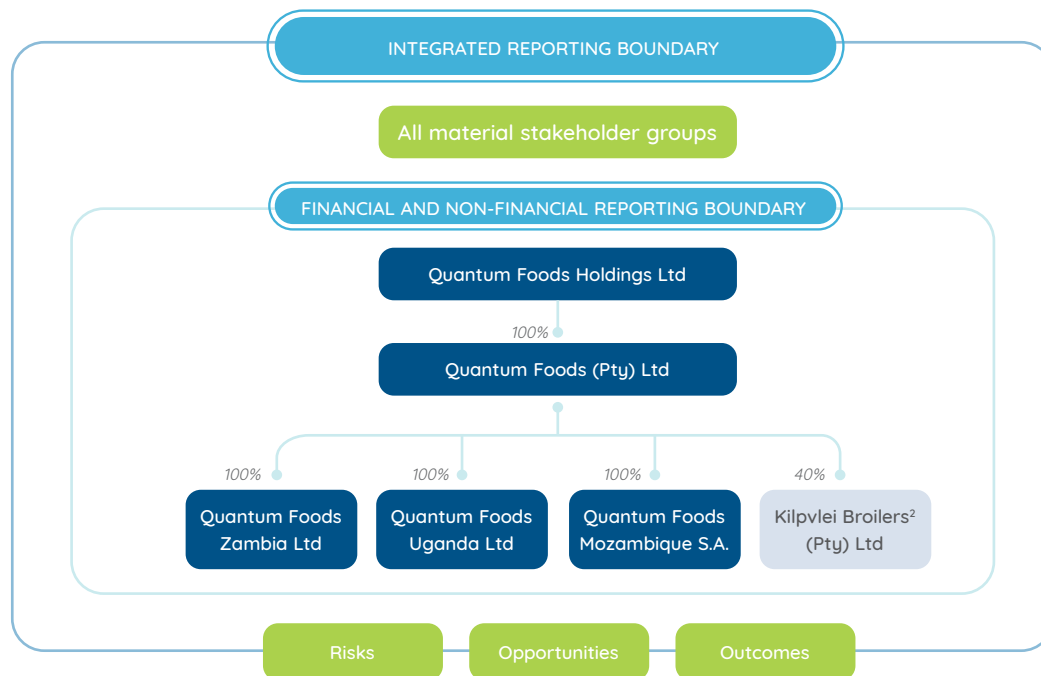 INTEGRATED REPORTING BOUNDARY
All material stakeholder groups
FINANCIAL AND NON-FINANCIAL REPORTING BOUNDARY
Quantum Foods Holdings Ltd
100%
Quantum Foods (Pty) Ltd
100%
100%
100%
40%
Quantum Foods
Zambia Ltd
Quantum Foods
Uganda Ltd
Quantum Foods
Mozambique S.A.
Kilpvlei Broilers²
(Pty) Ltd
Risks
Opportunities
Outcomes